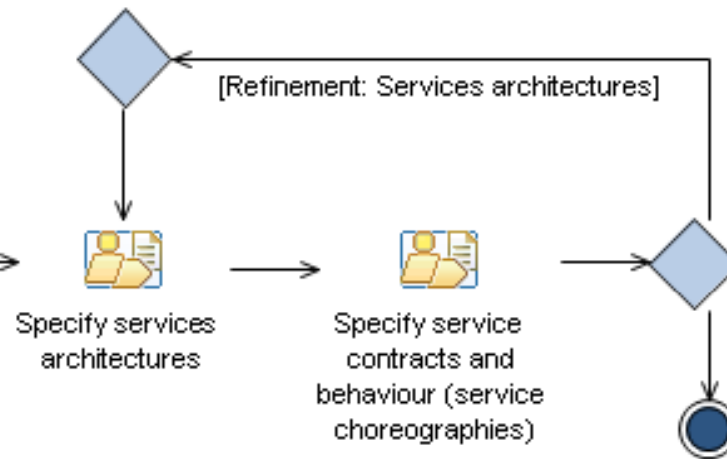 [Refinement: Services architectures]
Specify services
architectures
Specify service
contracts and
behaviour (service
choreographies)